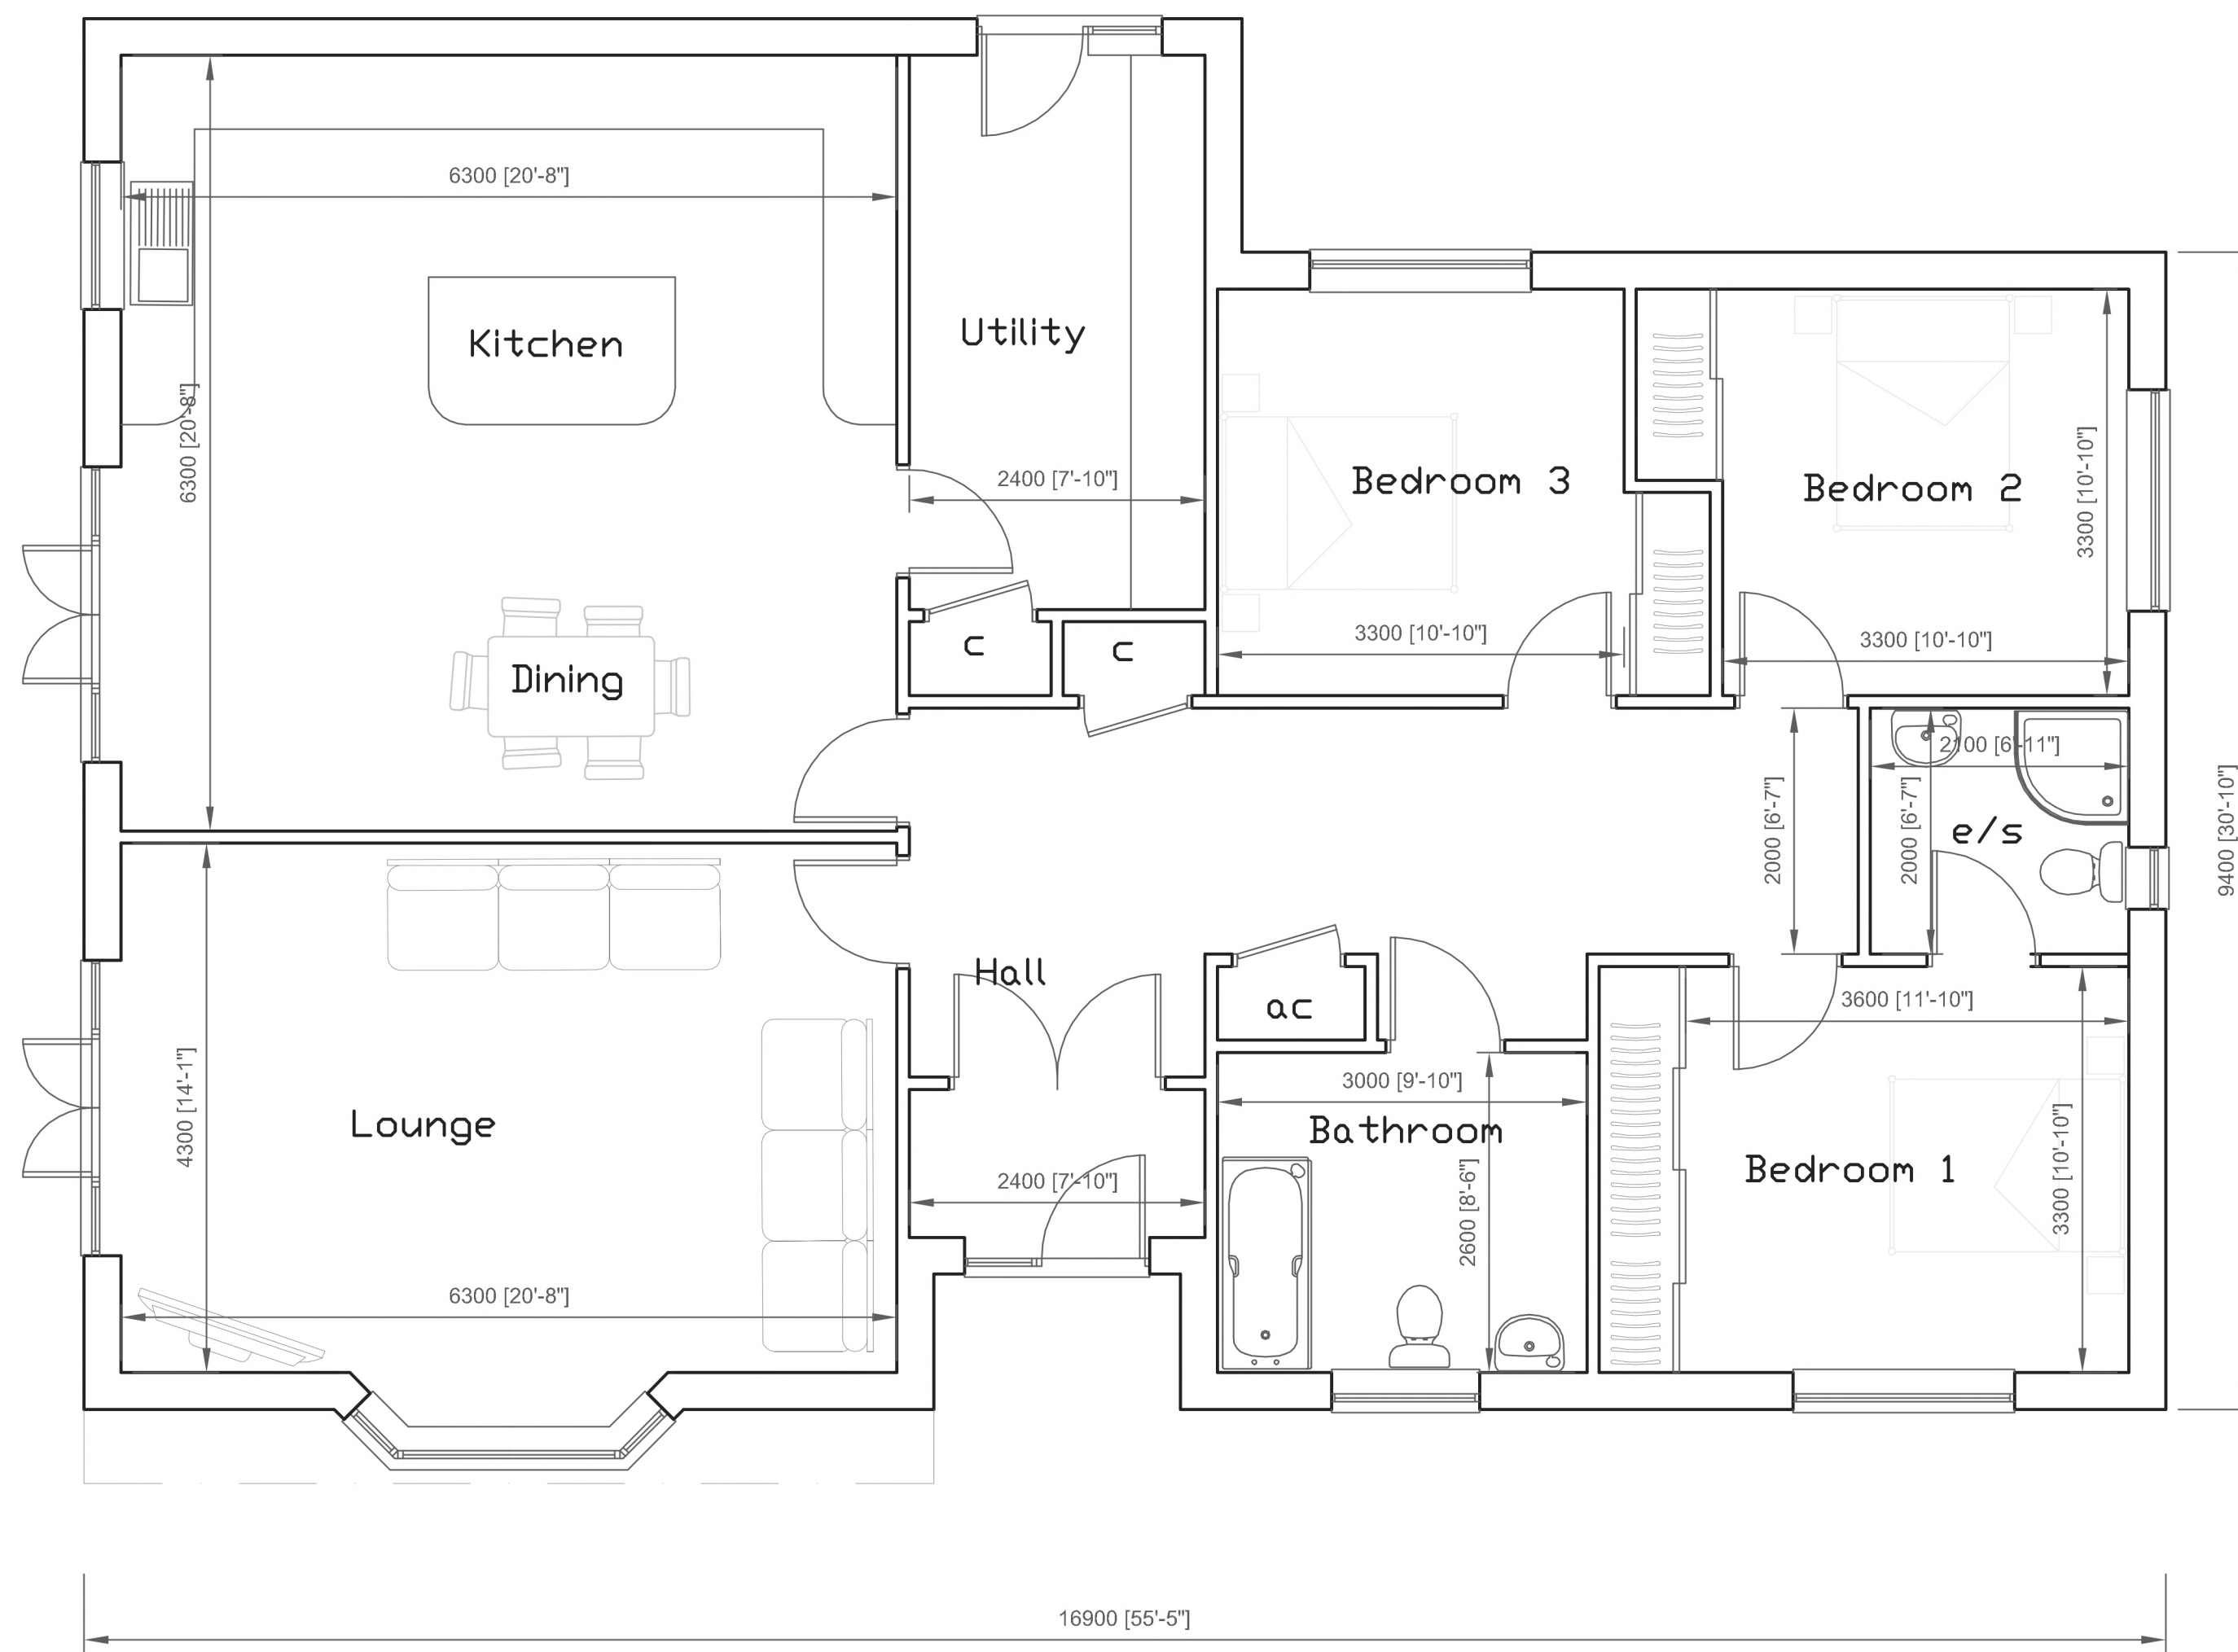 6300 [20'-8"]
Kitchen
Utility
6300 [20'-8"]
2400 [7'-10"]
Bedroom 3
Bedroom 2
3300 [10'-10"]
3300 [10'-10"]
3300 [10'-10"]
c
c
Dining
2100 [6'-11"]
2000 [6'-7"]
2000 [6'-7"]
e/s
9400 [30'-10"]
Hall
ac
3600 [11'-10"]
3000 [9'-10"]
4300 [14'-1"]
Lounge
Bathroom
Bedroom 1
3300 [10'-10"]
2400 [7'-10"]
2600 [8'-6"]
6300 [20'-8"]
16900 [55'-5"]